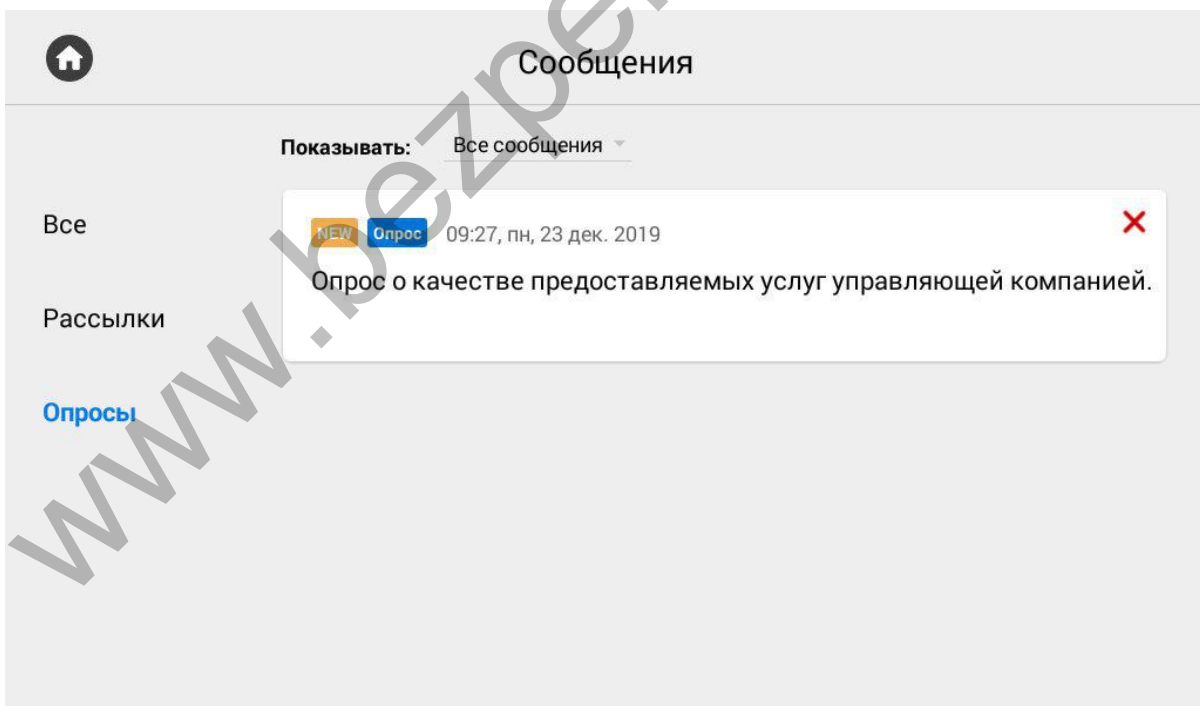 Сообщения
Показывать: Все сообщения
Все
NEW Опрос 09:27, пн, 23 дек. 2019
Опрос о качестве предоставляемых услуг управляющей компанией.
Рассылки
Опросы
www.bezpe